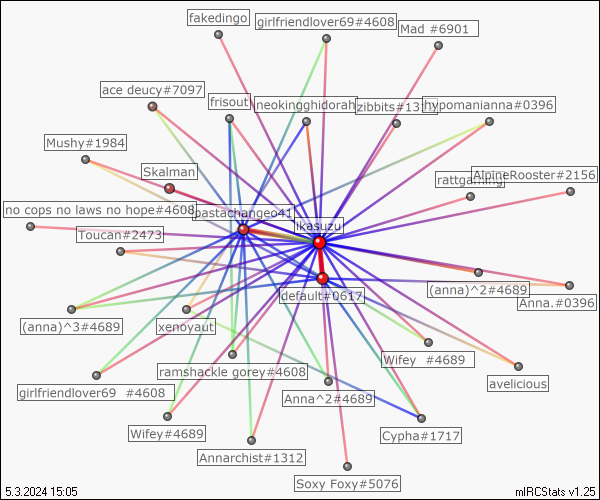 fakedingo
girlfriendlover69#4608
Mad #6901
ace deucy#7097
frisout
neokingghidorah
zibbits#1312
hypomanianna#0396
Mushy#1984
Skalman
rattgaming
AlpineRooster#2156
no cops no laws no hope#4608
pastachangeo41
Ikasuzu
Toucan#2473
default#0617
(anna)^2#4689
Anna.#0396
(anna)^3#4689
xenoyaut
ramshackle gorey#4608
Wifey  #4689
avelicious
girlfriendlover69  #4608
Anna^2#4689
Wifey#4689
Cypha#1717
Annarchist#1312
Soxy Foxy#5076
5.3.2024 15:05
mIRCStats v1.25